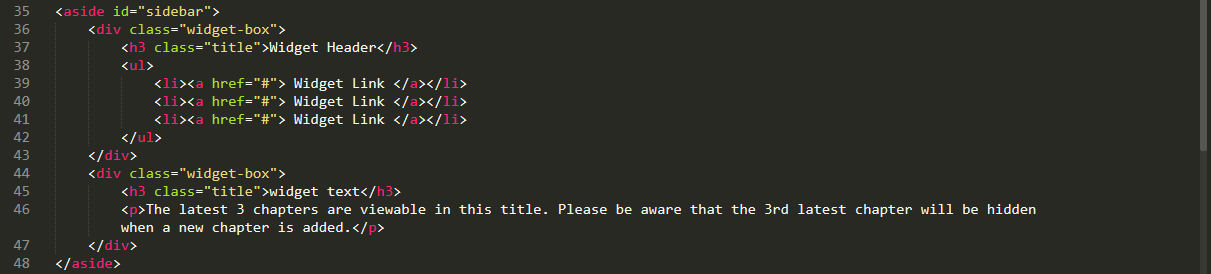 35 <aside id="sidebar">
36 <div class="widget-box">
37 <h3 class="title">Widget Header</h3>
38 <ul>
39 <li><a href="#"> Widget Link </a></li>
40 <li><a href="#"> Widget Link </a></li>
41 <li><a href="#"> Widget Link </a></li>
42 </ul>
43 </div>
44 <div class="widget-box">
45 <h3 class="title">widget text</h3>
46 <p>The latest 3 chapters are viewable in this title. Please be aware that the 3rd latest chapter will be hidden
when a new chapter is added.</p>
47 </div>
48 </aside>